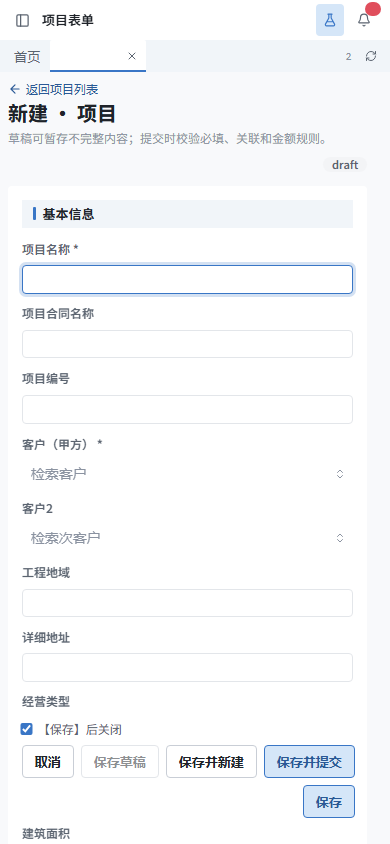 项目表单
首页
2
返回项目列表
新建 · 项目
草稿可暂存不完整内容；提交时校验必填、关联和金额规则。
draft
基本信息
项目名称 *
项目合同名称
项目编号
客户（甲方） *
检索客户
客户2
检索次客户
工程地域
详细地址
经营类型
【保存】后关闭
取消 保存草稿 保存并新建 保存并提交
保存
建筑面积